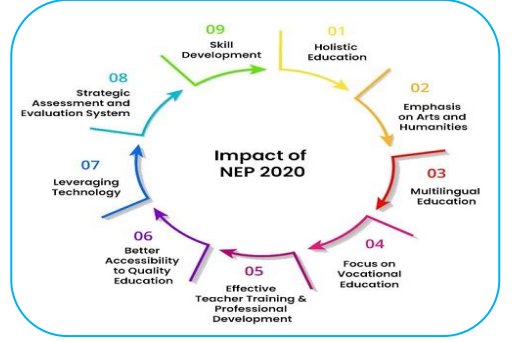 01
Holistic
Education
02
Emphasis
on Arts and
Humanities
03
Multilingual
Education
04
Focus on
Vocational
Education
05
Effective
Teacher Training &
Professional
Development
06
Better
Accessibility
to Quality
Education
07
Leveraging
Technology
08
Strategic
Assessment and
Evaluation System
09
Skill
Development
Impact of
NEP 2020